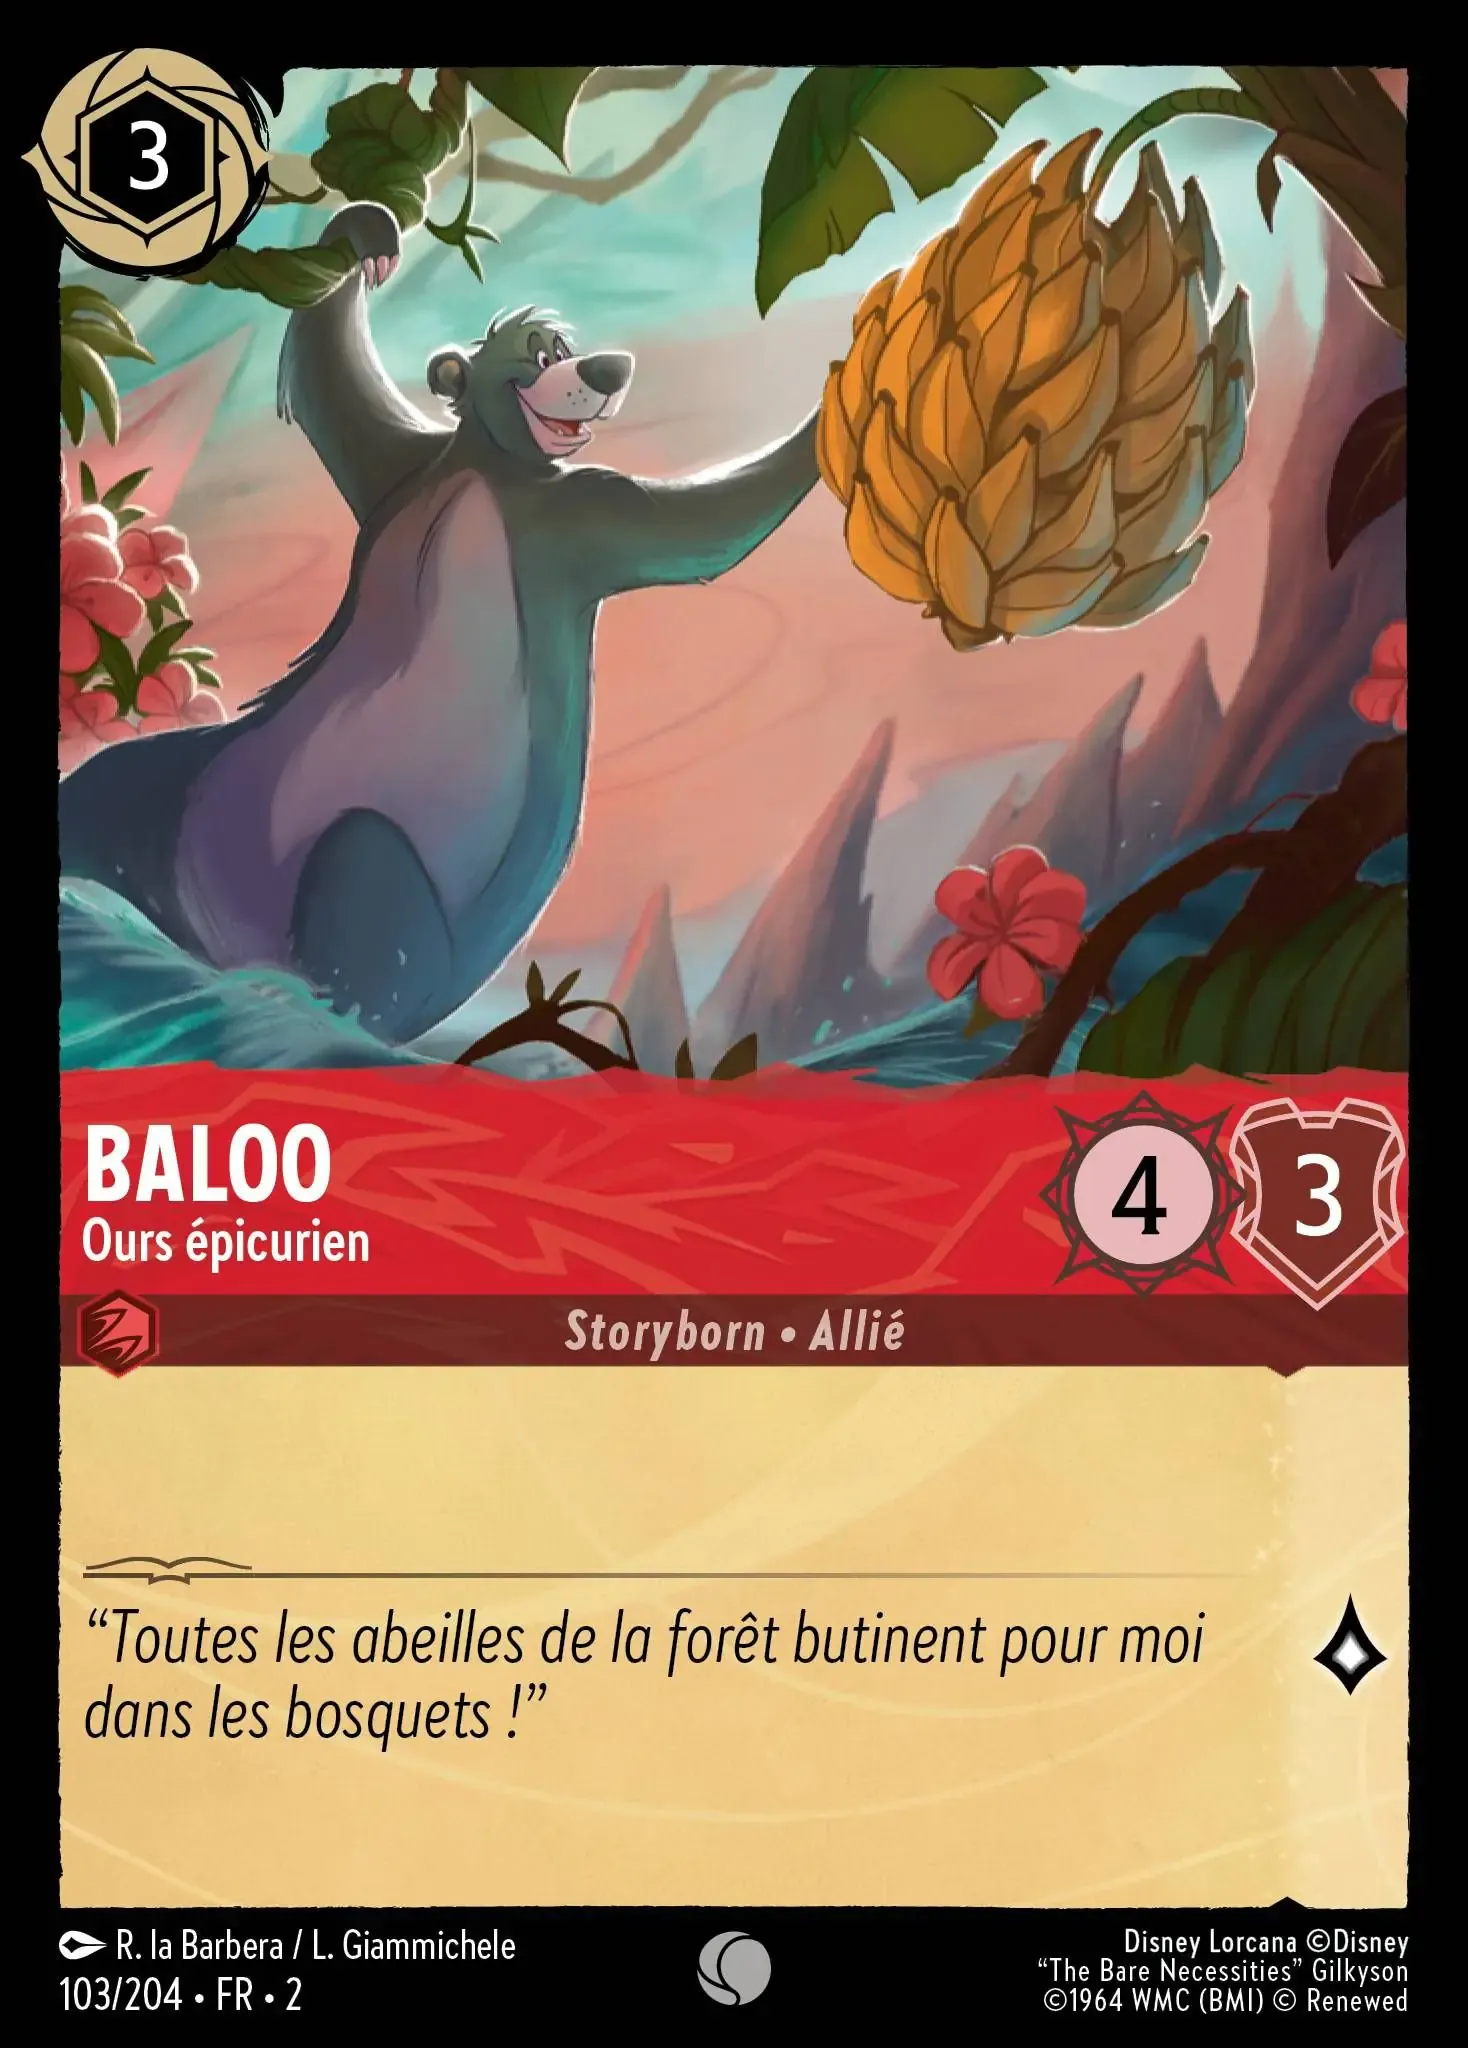 3
BALOO
Ours épicurien
4
3
Storyborn • Allié
“Toutes les abeilles de la forêt butinent pour moi
dans les bosquets !”
R. la Barbera / L. Giammichele
103/204 • FR • 2
Disney Lorcana ©Disney
“The Bare Necessities” Gilkyson
©1964 WMC (BMI) © Renewed